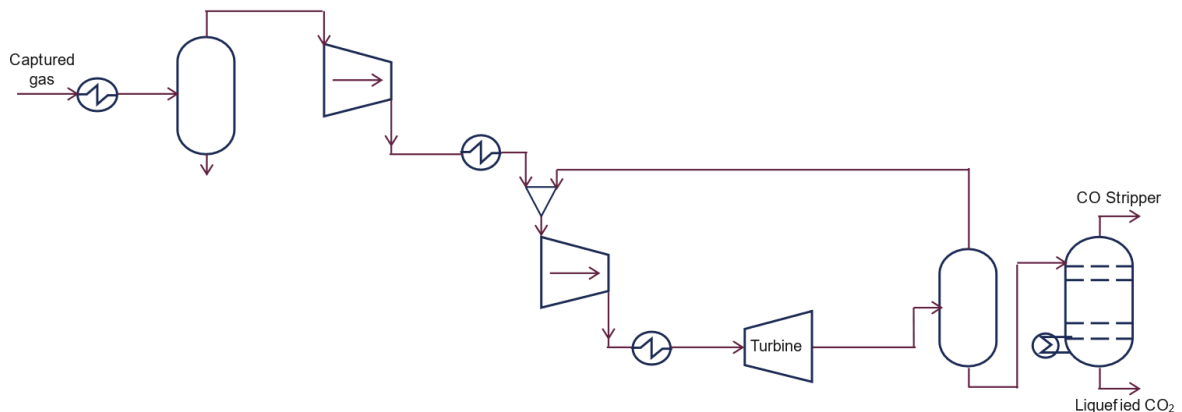 Captured
gas
CO Stripper
Turbine
Liquefied CO₂